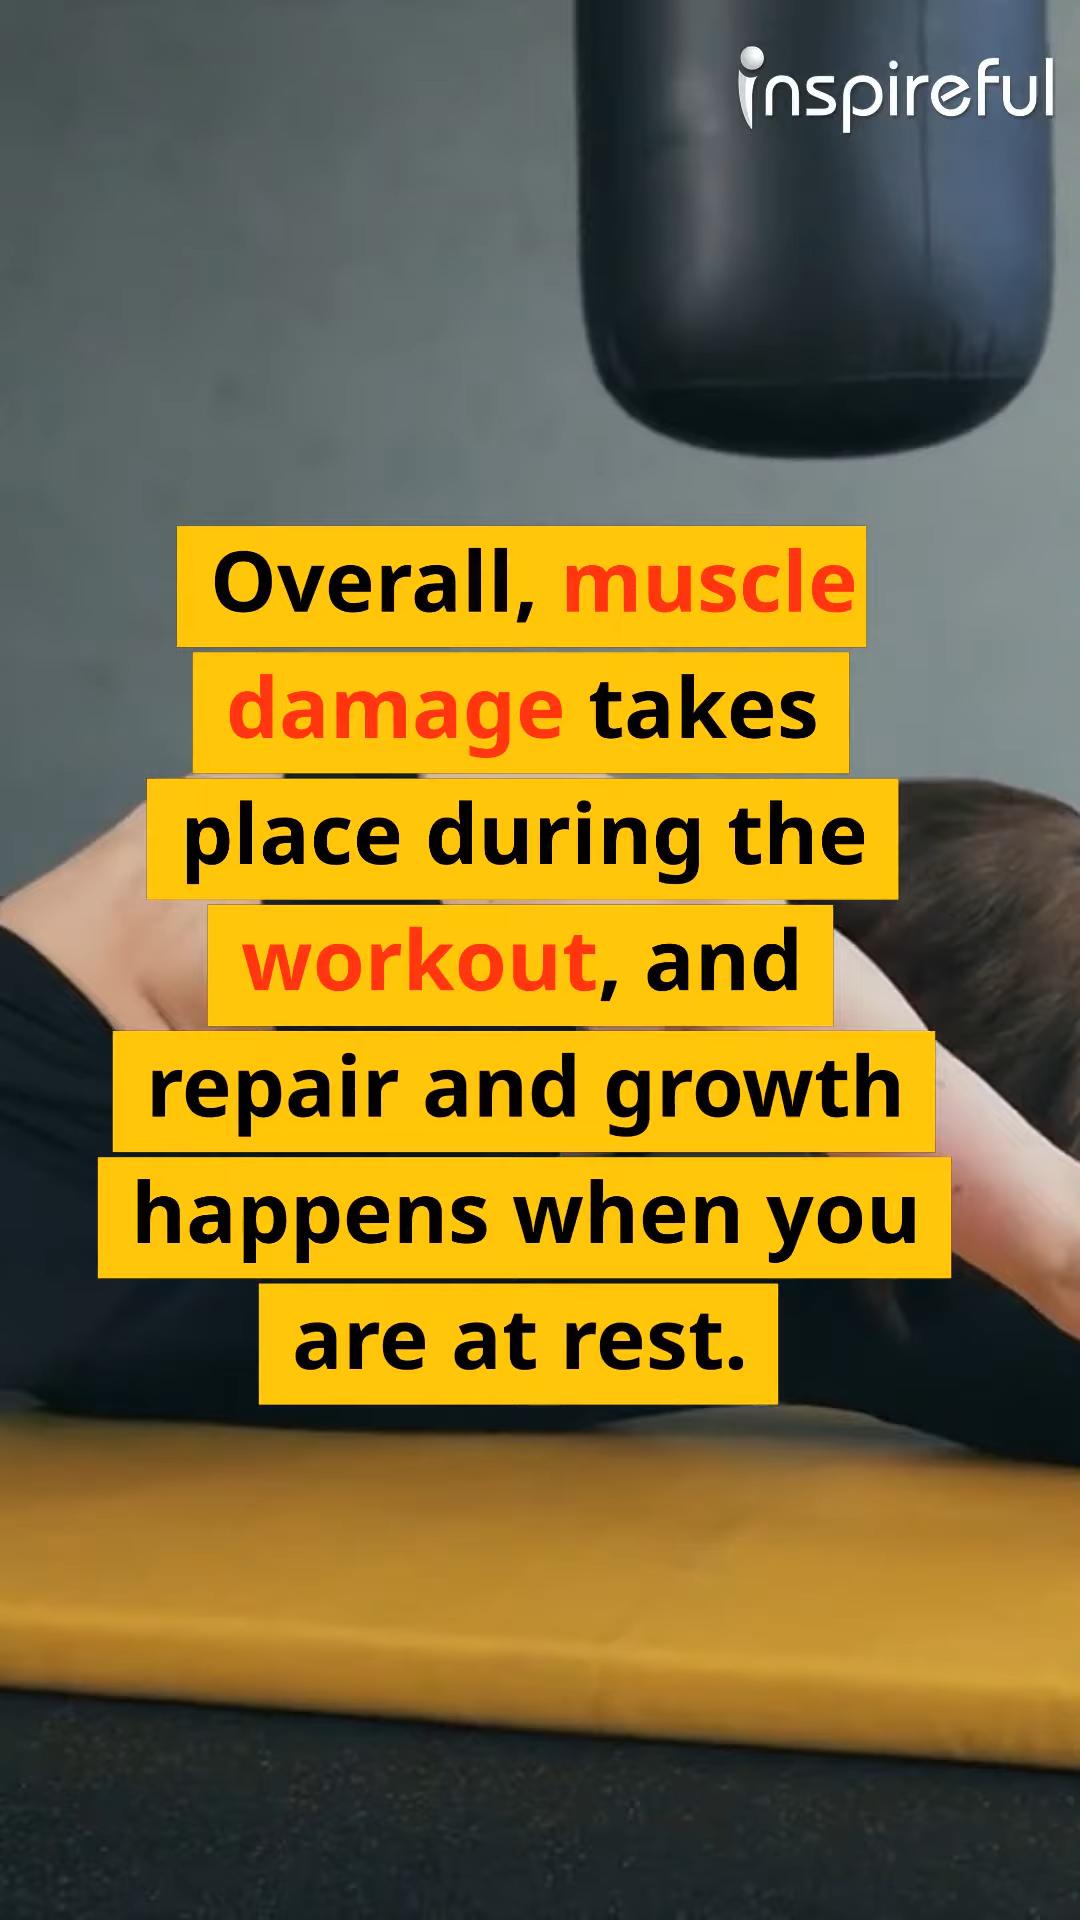 inspireful
Overall, muscle
damage takes
place during the
workout, and
repair and growth
happens when you
are at rest.